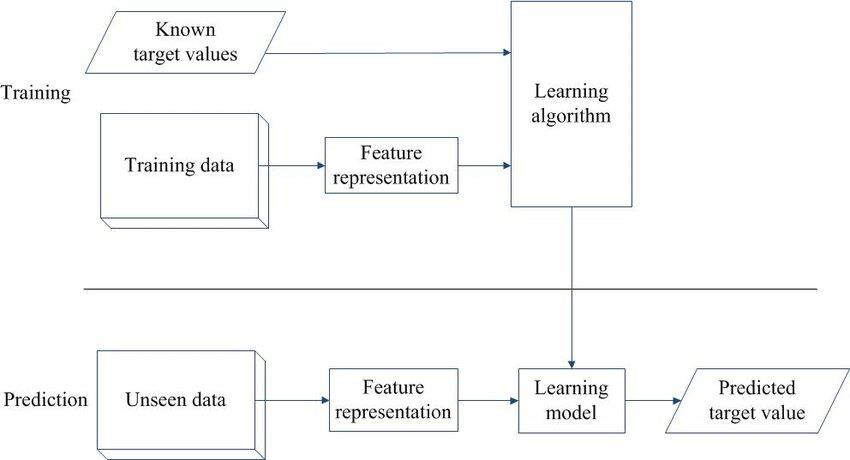 Known
target values
Training
Learning
algorithm
Training data
Feature
representation
Prediction
Unseen data
Feature
representation
Learning
model
Predicted
target value